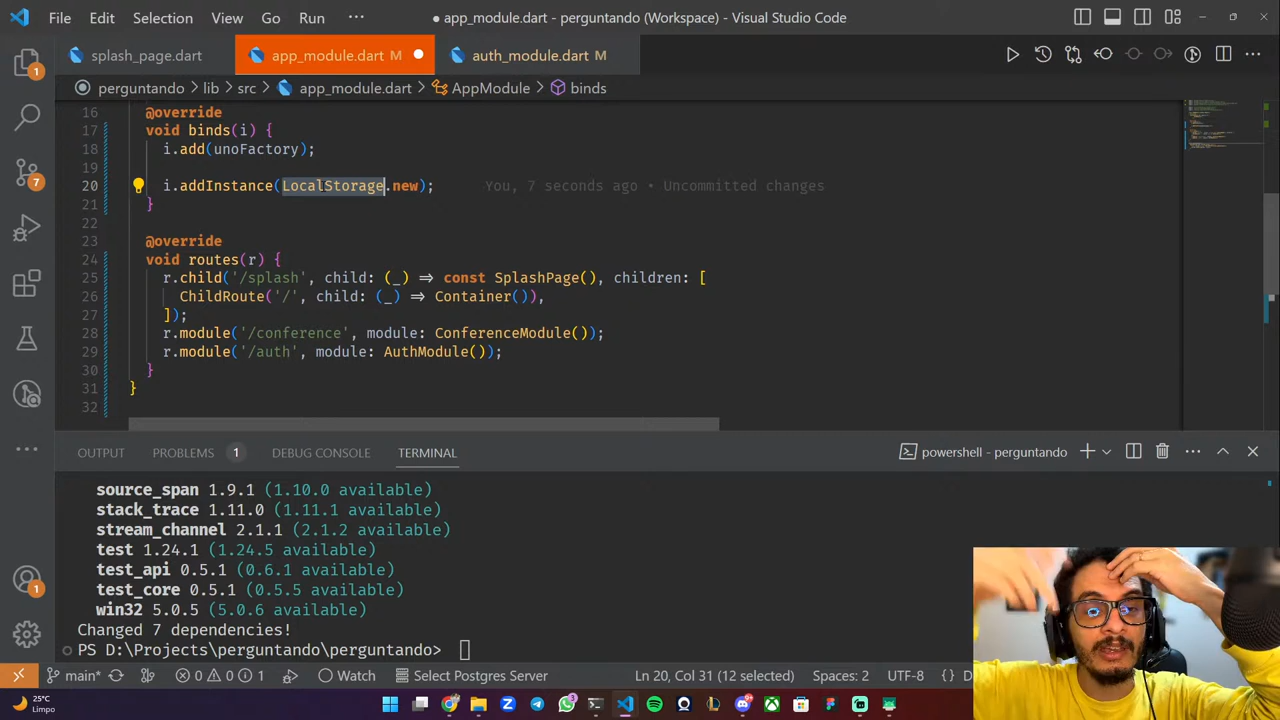 File Edit Selection View Go Run ··· ● app_module.dart - perguntando (Workspace) - Visual Studio Code
splash_page.dart app_module.dart M ● auth_module.dart M
perguntando > lib > src > app_module.dart > AppModule > binds
16 @override
17 void binds(i) {
18 i.add(unoFactory);
19
20 i.addInstance(LocalStorage.new); You, 7 seconds ago • Uncommitted changes
21 }
22
23 @override
24 void routes(r) {
25 r.child('/splash', child: (_) => const SplashPage(), children: [
26 ChildRoute('/', child: (_) => Container()),
27 ]);
28 r.module('/conference', module: ConferenceModule());
29 r.module('/auth', module: AuthModule());
30 }
31 }
32
OUTPUT PROBLEMS 1 DEBUG CONSOLE TERMINAL powershell - perguntando
source_span 1.9.1 (1.10.0 available)
stack_trace 1.11.0 (1.11.1 available)
stream_channel 2.1.1 (2.1.2 available)
test 1.24.1 (1.24.5 available)
test_api 0.5.1 (0.6.1 available)
test_core 0.5.1 (0.5.5 available)
win32 5.0.5 (5.0.6 available)
Changed 7 dependencies!
PS D:\Projects\perguntando\perguntando>
main* 0 0 1 Watch Select Postgres Server Ln 20, Col 31 (12 selected) Spaces: 2 UTF-8 {} D
25°C
Limpo
1
7
1